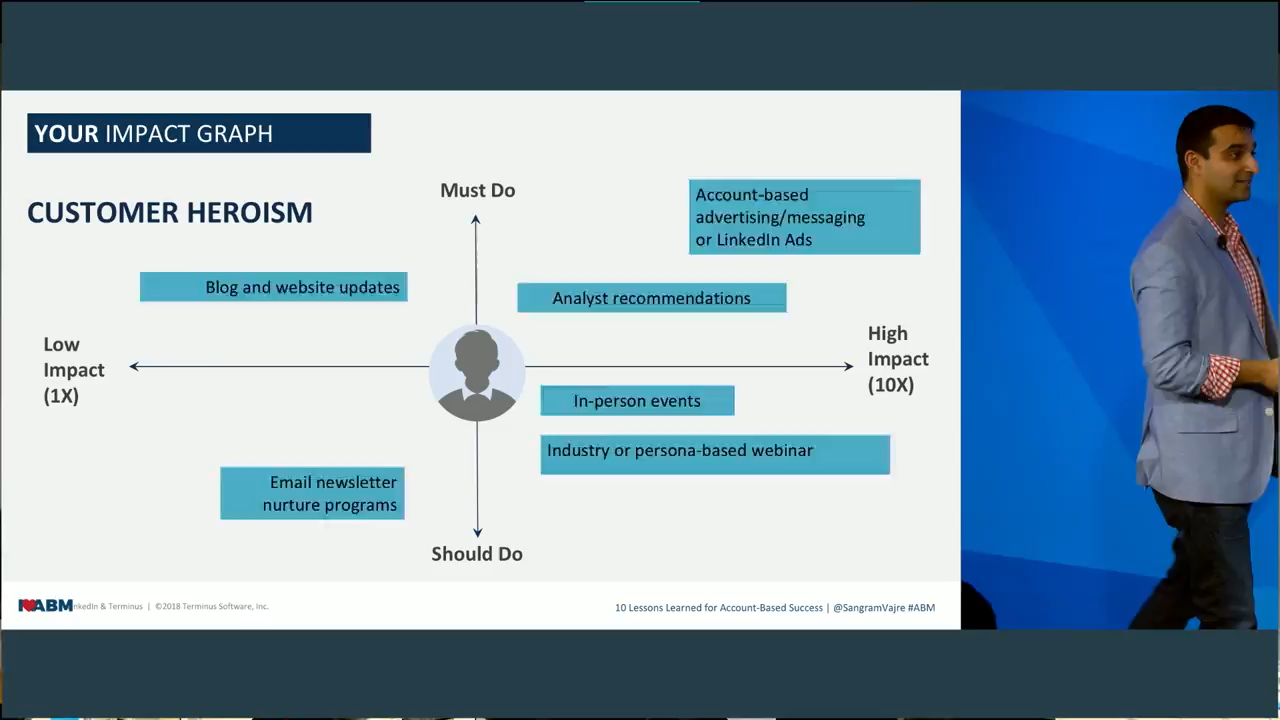 YOUR IMPACT GRAPH
CUSTOMER HEROISM
Must Do
Account-based
advertising/messaging
or LinkedIn Ads
Blog and website updates
Analyst recommendations
Low
Impact
(1X)
High
Impact
(10X)
In-person events
Industry or persona-based webinar
Email newsletter
nurture programs
Should Do
ABM
nkedIn & Terminus | ©2018 Terminus Software, Inc.
10 Lessons Learned for Account-Based Success | @SangramVajre #ABM